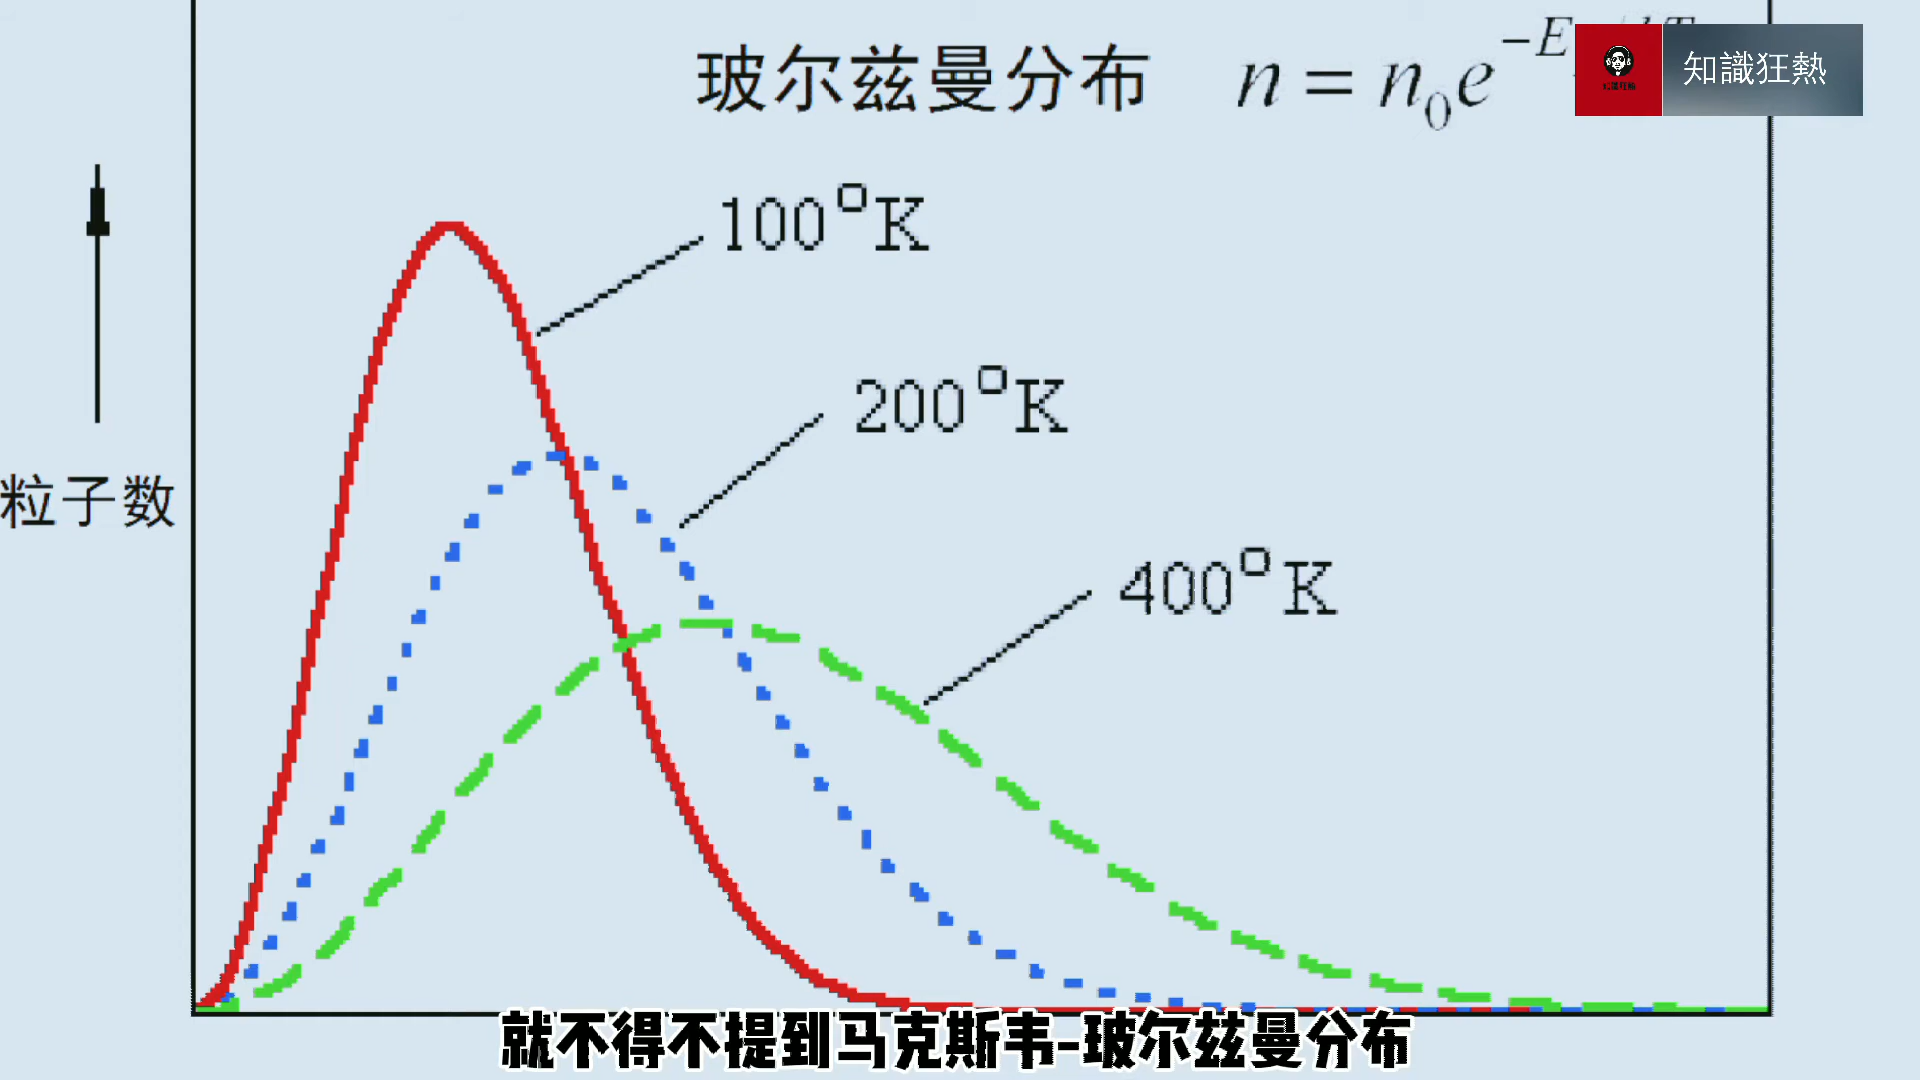 玻尔兹曼分布 n = n₀e^-E
知識狂熱
100°K
200°K
400°K
粒子数
就不得不提到马克斯韦-玻尔兹曼分布